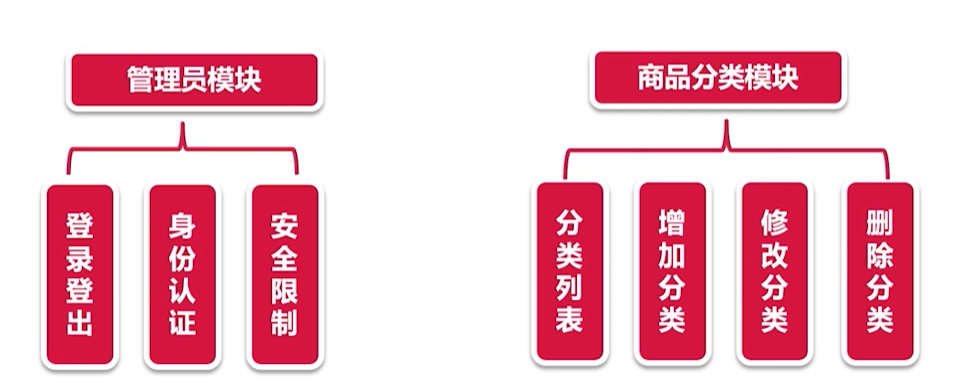 管理员模块
商品分类模块
登录登出
身份认证
安全限制
分类列表
增加分类
修改分类
删除分类